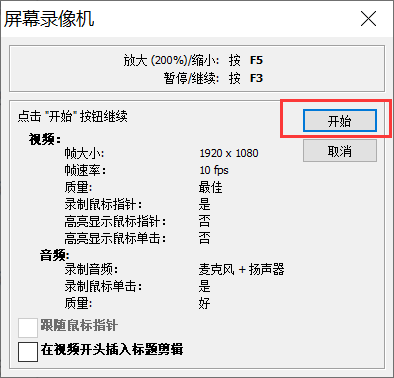 屏幕录像机
放大 (200%)/缩小: 按 F5
暂停/继续: 按 F3
点击 "开始" 按钮继续
开始
取消
视频:
帧大小: 1920 x 1080
帧速率: 10 fps
质量: 最佳
录制鼠标指针: 是
高亮显示鼠标指针: 否
高亮显示鼠标单击: 否
音频:
录制音频: 麦克风 + 扬声器
录制鼠标单击: 是
质量: 好
跟随鼠标指针
在视频开头插入标题剪辑